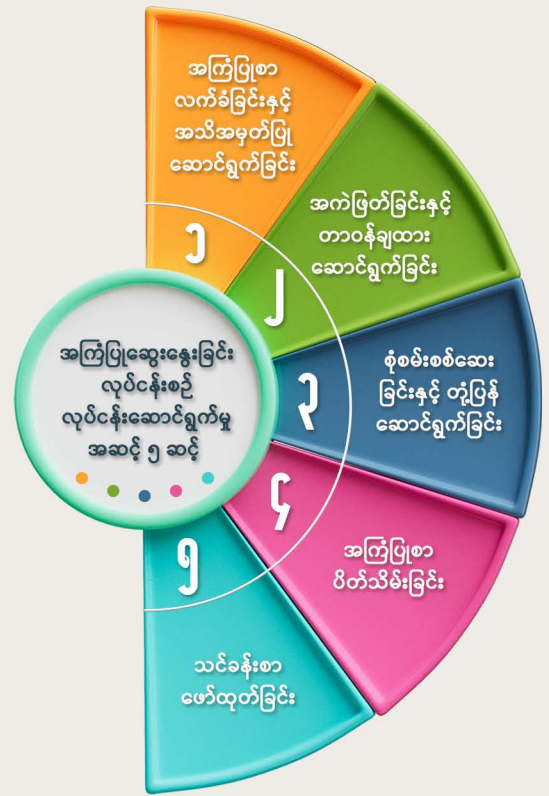 အကြံပြုစာ
လက်ခံခြင်းနှင့်
အသိအမှတ်ပြု
ဆောင်ရွက်ခြင်း
၁
အကဲဖြတ်ခြင်းနှင့်
တာဝန်ချထား
ဆောင်ရွက်ခြင်း
၂
စုံစမ်းစစ်ဆေး
ခြင်းနှင့် တုံ့ပြန်
ဆောင်ရွက်ခြင်း
၃
အကြံပြုစာ
ပိတ်သိမ်းခြင်း
၄
သင်ခန်းစာ
ဖော်ထုတ်ခြင်း
၅
အကြံပြုဆွေးနွေးခြင်း
လုပ်ငန်းစဉ်
လုပ်ငန်းဆောင်ရွက်မှု
အဆင့် ၅ ဆင့်